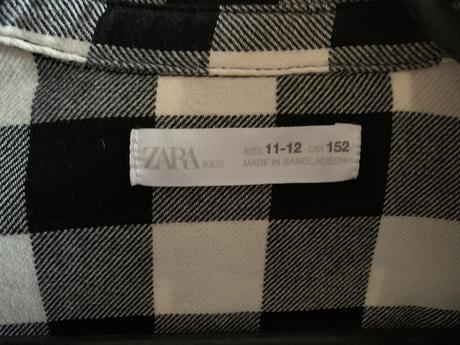 ZARA KIDS SIZE 11-12 CM 152
MADE IN BANGLADESH